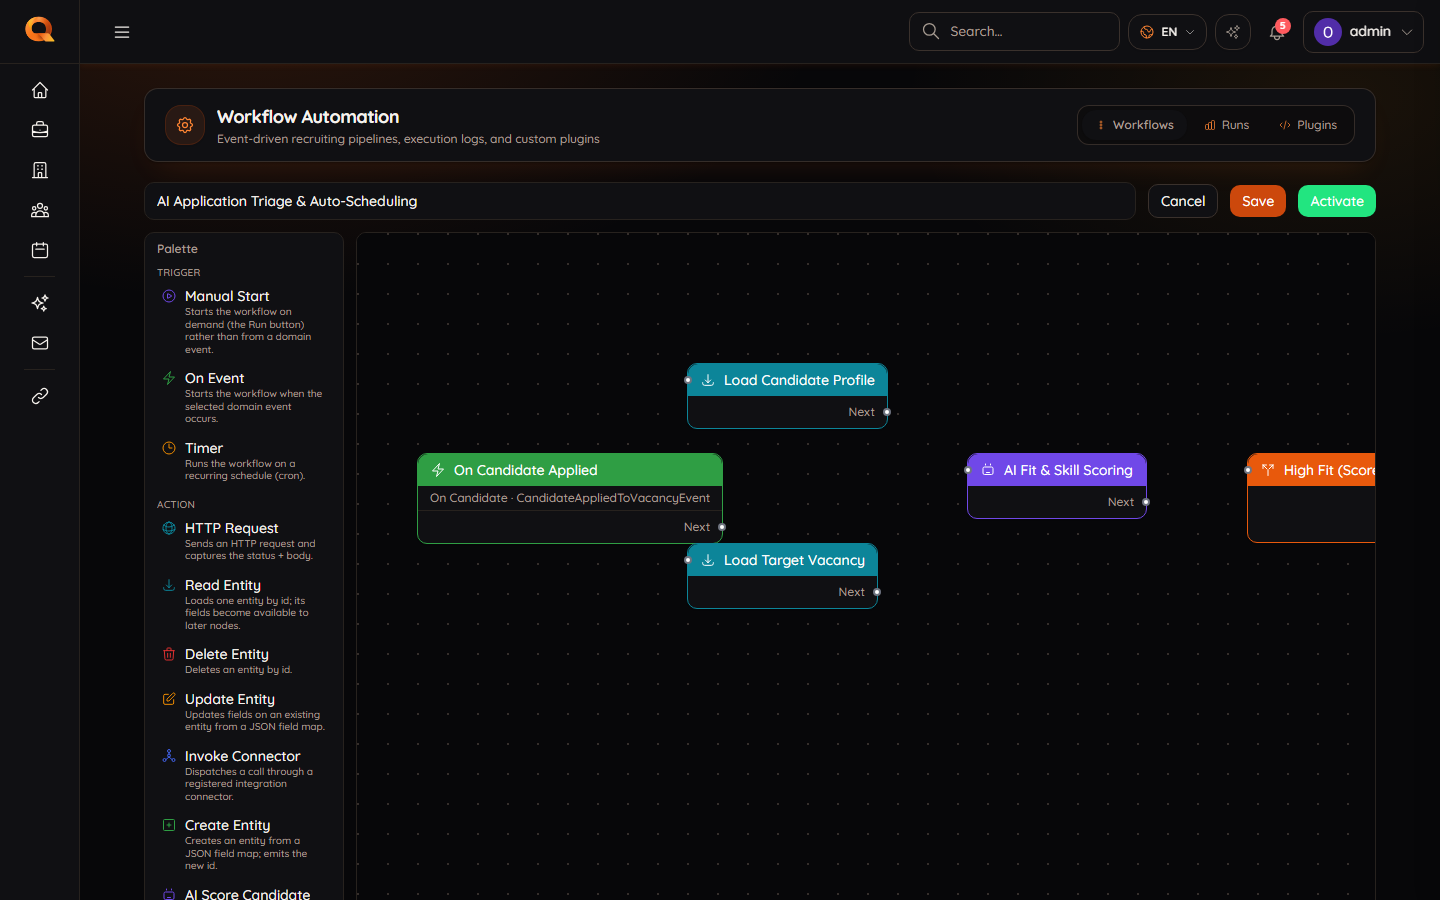 Search...
EN
5
O
admin
Workflow Automation
Event-driven recruiting pipelines, execution logs, and custom plugins
Workflows
Runs
Plugins
AI Application Triage & Auto-Scheduling
Cancel
Save
Activate
Palette
TRIGGER
Manual Start
Starts the workflow on
demand (the Run button)
rather than from a domain
event.
On Event
Starts the workflow when the
selected domain event
occurs.
Timer
Runs the workflow on a
recurring schedule (cron).
ACTION
HTTP Request
Sends an HTTP request and
captures the status + body.
Read Entity
Loads one entity by id; its
fields become available to
later nodes.
Delete Entity
Deletes an entity by id.
Update Entity
Updates fields on an existing
entity from a JSON field map.
Invoke Connector
Dispatches a call through a
registered integration
connector.
Create Entity
Creates an entity from a
JSON field map; emits the
new id.
AI Score Candidate
Load Candidate Profile
Next
On Candidate Applied
On Candidate · CandidateAppliedToVacancyEvent
Next
Load Target Vacancy
Next
AI Fit & Skill Scoring
Next
High Fit (Score